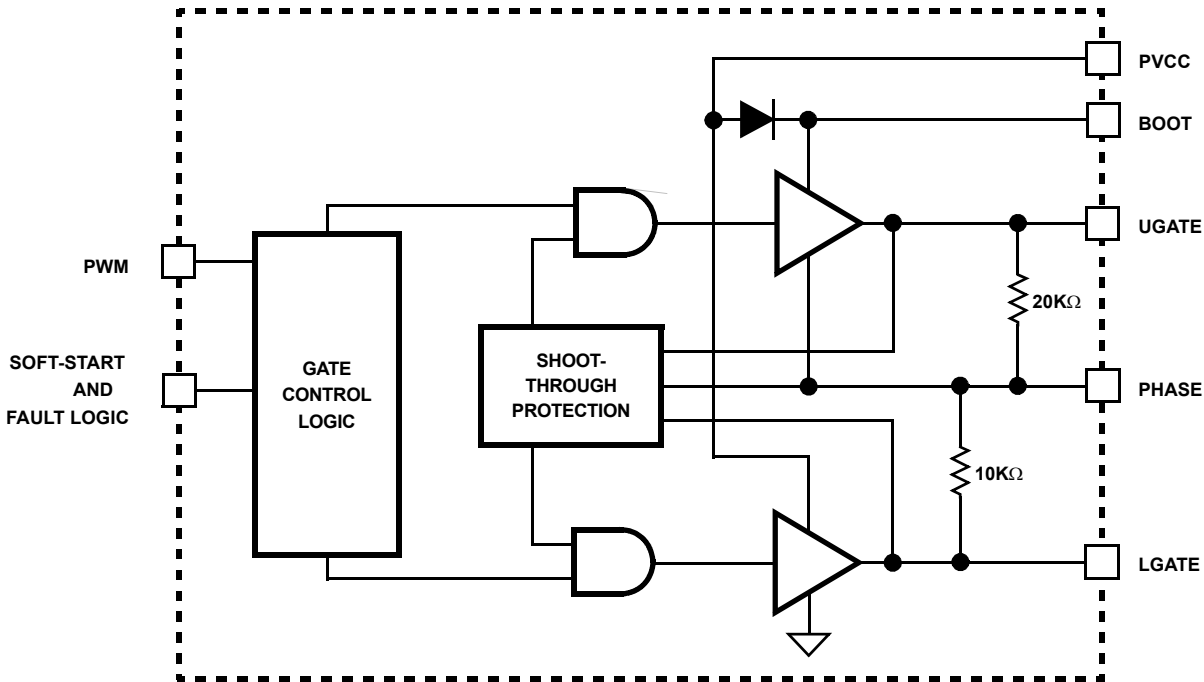 PVCC
BOOT
UGATE
PWM
20KΩ
SOFT-START
AND
FAULT LOGIC
GATE
CONTROL
LOGIC
SHOOT-
THROUGH
PROTECTION
PHASE
10KΩ
LGATE